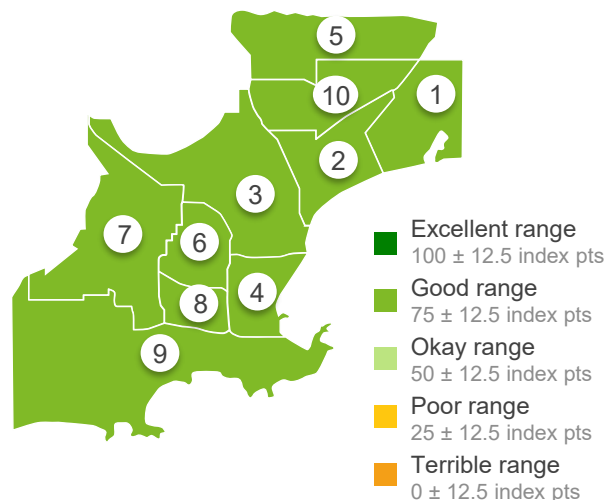 5
10
1
2
3
7
6
4
8
9
Excellent range
100 ± 12.5 index pts
Good range
75 ± 12.5 index pts
Okay range
50 ± 12.5 index pts
Poor range
25 ± 12.5 index pts
Terrible range
0 ± 12.5 index pts